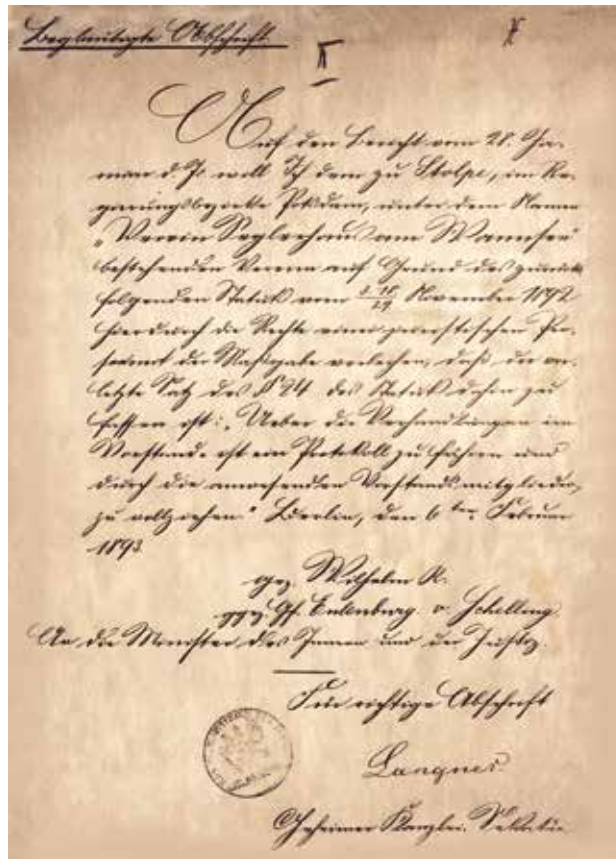 Beglaubigte Abschrift.
II
Auf den Bericht vom 28. Ja-
nuar d. Js. will Ich dem zu Stolpe, im Re-
gierungsbezirke Potsdam, unter dem Namen
„Verein Seglerhaus am Wannsee“
bestehenden Verein auf Grund des zurück
folgenden Statuts vom November 1892
hierdurch die Rechte einer juristischen Per-
son mit der Maßgabe verleihen, daß der vor-
letzte Satz des § 24 des Statuts dahin zu
fassen ist: „Ueber die Verhandlungen im
Vorstande ist ein Protokoll zu führen und
durch die anwesenden Vorstandsmitglieder
zu vollziehen.“ Berlin, den 6ten Februar
1893.
gez. Wilhelm R.
ggez. Gf. Eulenburg. v. Schelling.
An die Minister des Innern und der Justiz.
Für richtige Abschrift
Langner
Geheimer Kanzlei-Sekretär